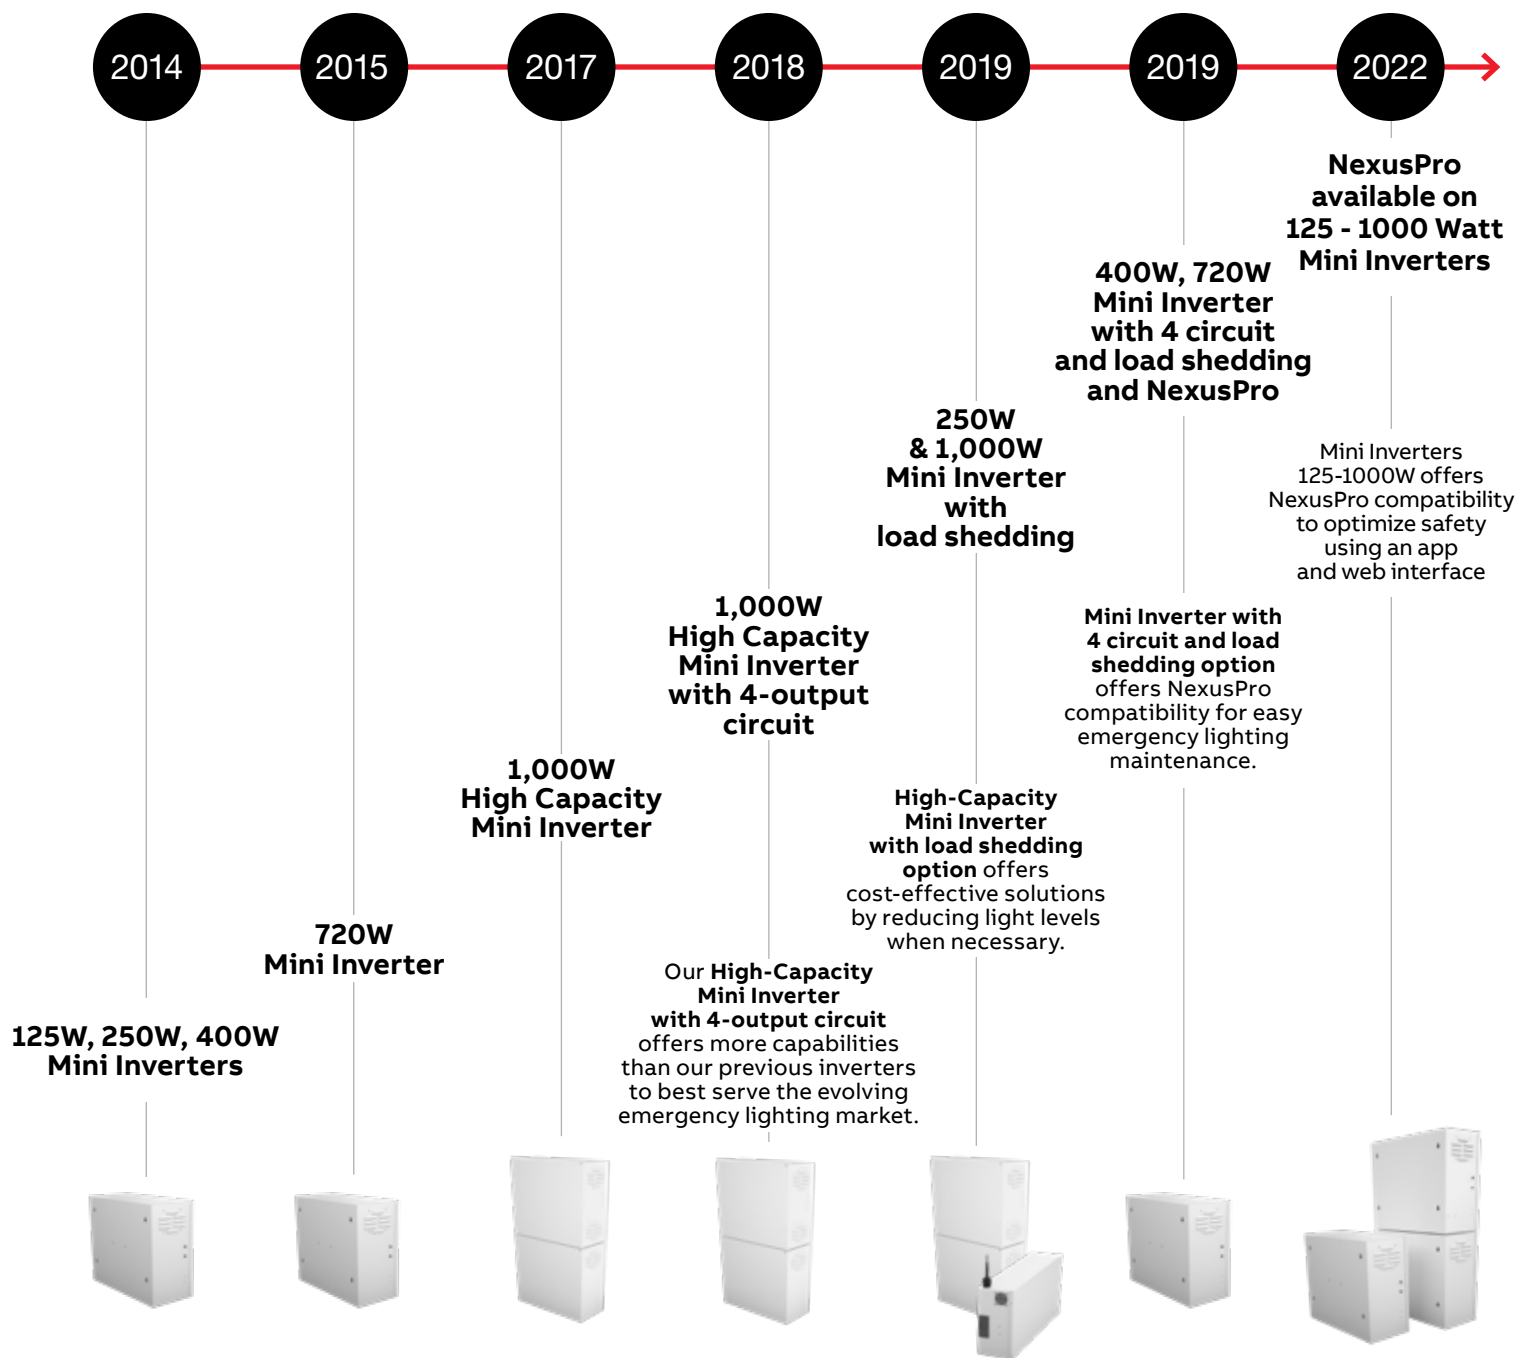 2014
2015
2017
2018
2019
2019
2022
125W, 250W, 400W
Mini Inverters
720W
Mini Inverter
1,000W
High Capacity
Mini Inverter
1,000W
High Capacity
Mini Inverter
with 4-output
circuit
Our High-Capacity
Mini Inverter
with 4-output circuit
offers more capabilities
than our previous inverters
to best serve the evolving
emergency lighting market.
250W
& 1,000W
Mini Inverter
with
load shedding
High-Capacity
Mini Inverter
with load shedding
option offers
cost-effective solutions
by reducing light levels
when necessary.
400W, 720W
Mini Inverter
with 4 circuit
and load shedding
and NexusPro
Mini Inverter with
4 circuit and load
shedding option
offers NexusPro
compatibility for easy
emergency lighting
maintenance.
NexusPro
available on
125 - 1000 Watt
Mini Inverters
Mini Inverters
125-1000W offers
NexusPro compatibility
to optimize safety
using an app
and web interface